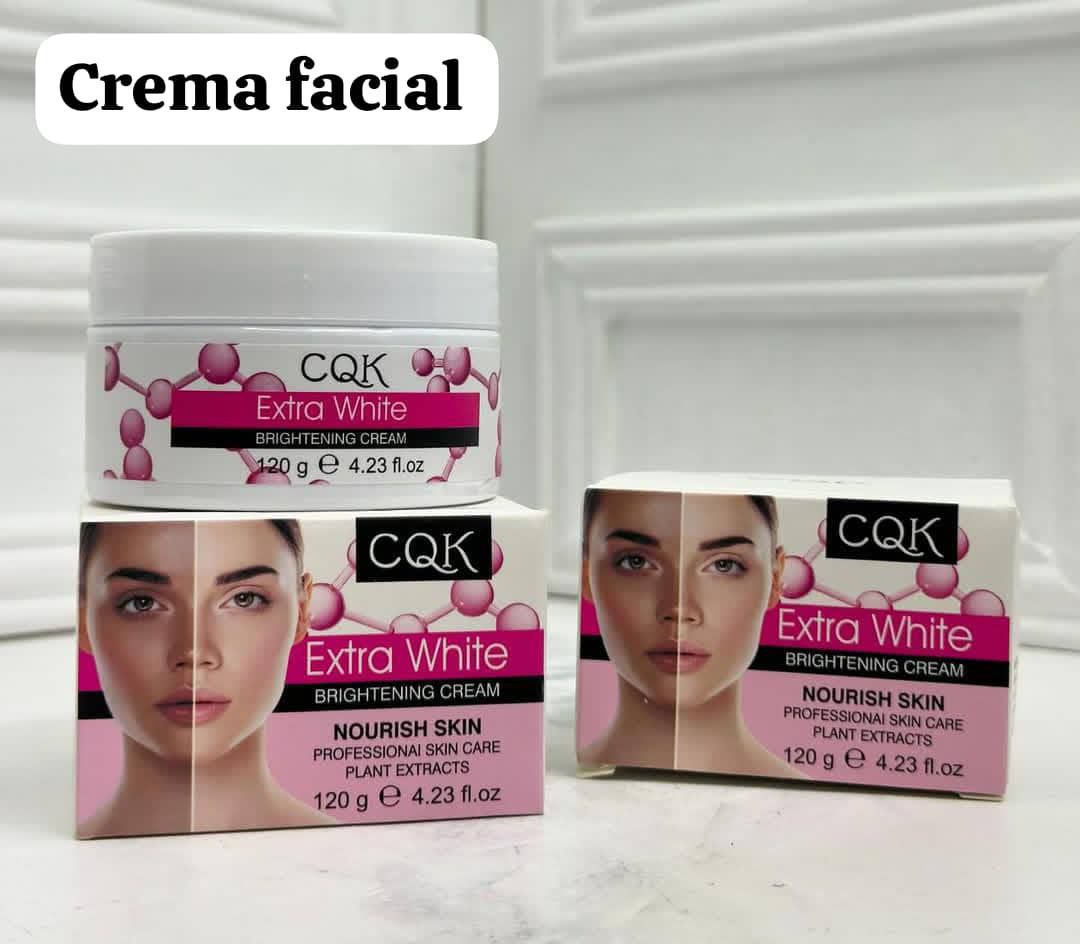 Crema facial
CQK
Extra White
BRIGHTENING CREAM
120 g ℮ 4.23 fl.oz
CQK
Extra White
BRIGHTENING CREAM
NOURISH SKIN
PROFESSIONAl SKIN CARE
PLANT EXTRACTS
120 g ℮ 4.23 fl.oz
CQK
Extra White
BRIGHTENING CREAM
NOURISH SKIN
PROFESSIONAl SKIN CARE
PLANT EXTRACTS
120 g ℮ 4.23 fl.oz